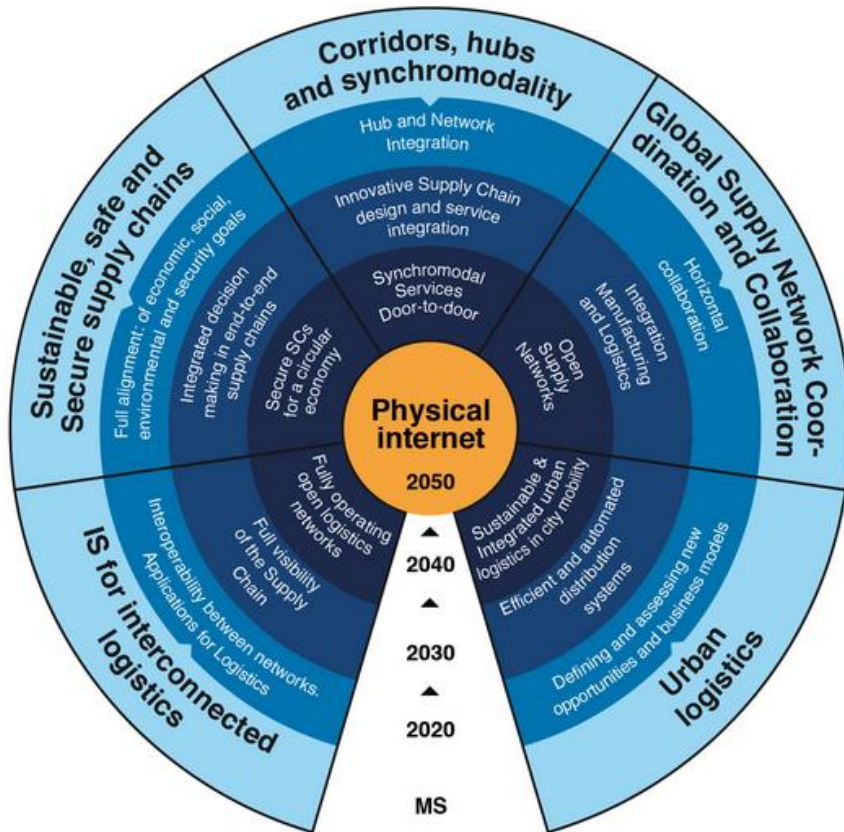 Corridors, hubs
and synchromodality
Hub and Network
Integration
Innovative Supply Chain
design and service
integration
Synchromodal
Services
Door-to-door
Global Supply Network Coor-
dination and Collaboration
Horizontal
collaboration
Integration
Manufacturing
and Logistics
Open
Supply
Networks
Urban
logistics
Defining and assessing new
opportunities and business models
Efficient and automated
distribution
systems
Sustainable &
Integrated urban
logistics in city mobility
IS for interconnected
logistics
Interoperability between networks.
Applications for Logistics
Full visibility
of the Supply
Chain
Fully operating
open logistics
networks
Sustainable, safe and
Secure supply chains
Full alignment: of economic, social,
environmental and security goals
Integrated decision
making in end-to-end
supply chains
Secure SCs
for a circular
economy
Physical
internet
2050
2040
2030
2020
MS